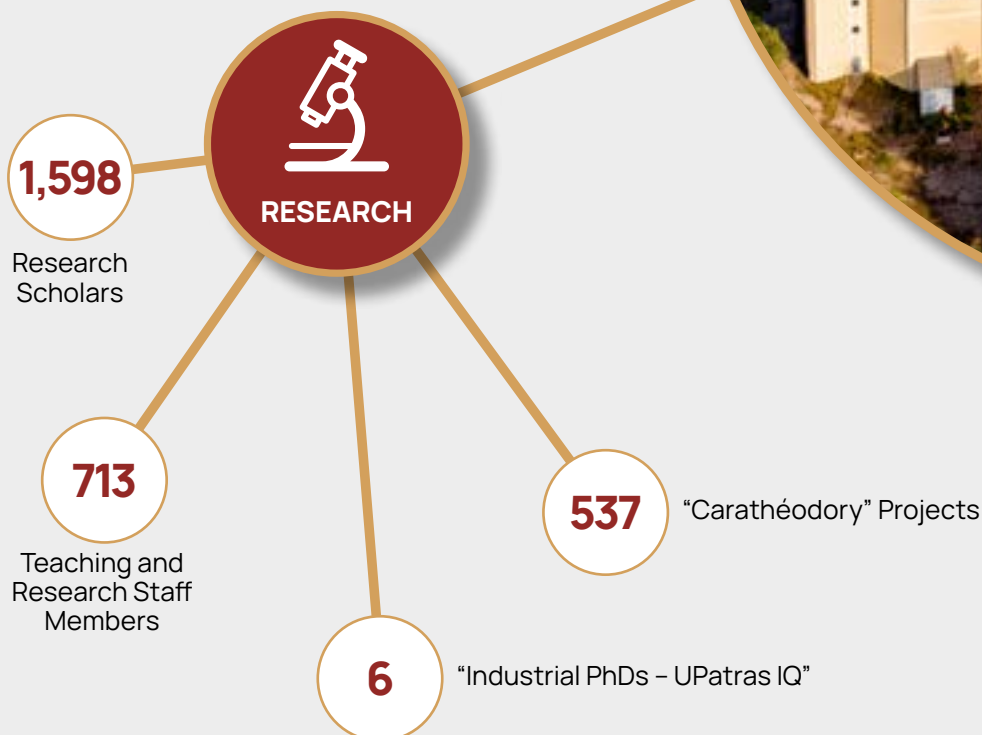 RESEARCH
1,598
Research
Scholars
713
Teaching and
Research Staff
Members
537
“Carathéodory” Projects
6
“Industrial PhDs – UPatras IQ”